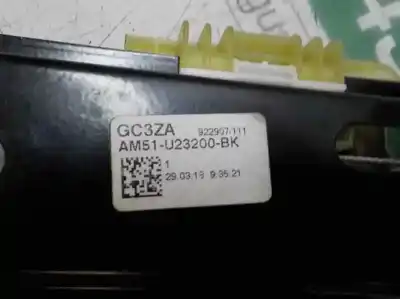 GC3ZA 922907/111
AM51-U23200-BK
1
29.03.19 9.35.21